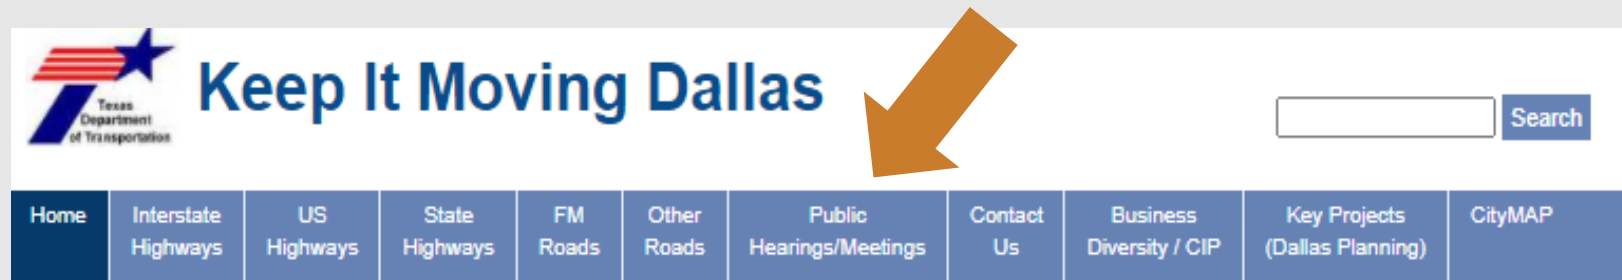 Texas
Department
of Transportation
Keep It Moving Dallas
Search
Home
Interstate
Highways
US
Highways
State
Highways
FM
Roads
Other
Roads
Public
Hearings/Meetings
Contact
Us
Business
Diversity / CIP
Key Projects
(Dallas Planning)
CityMAP